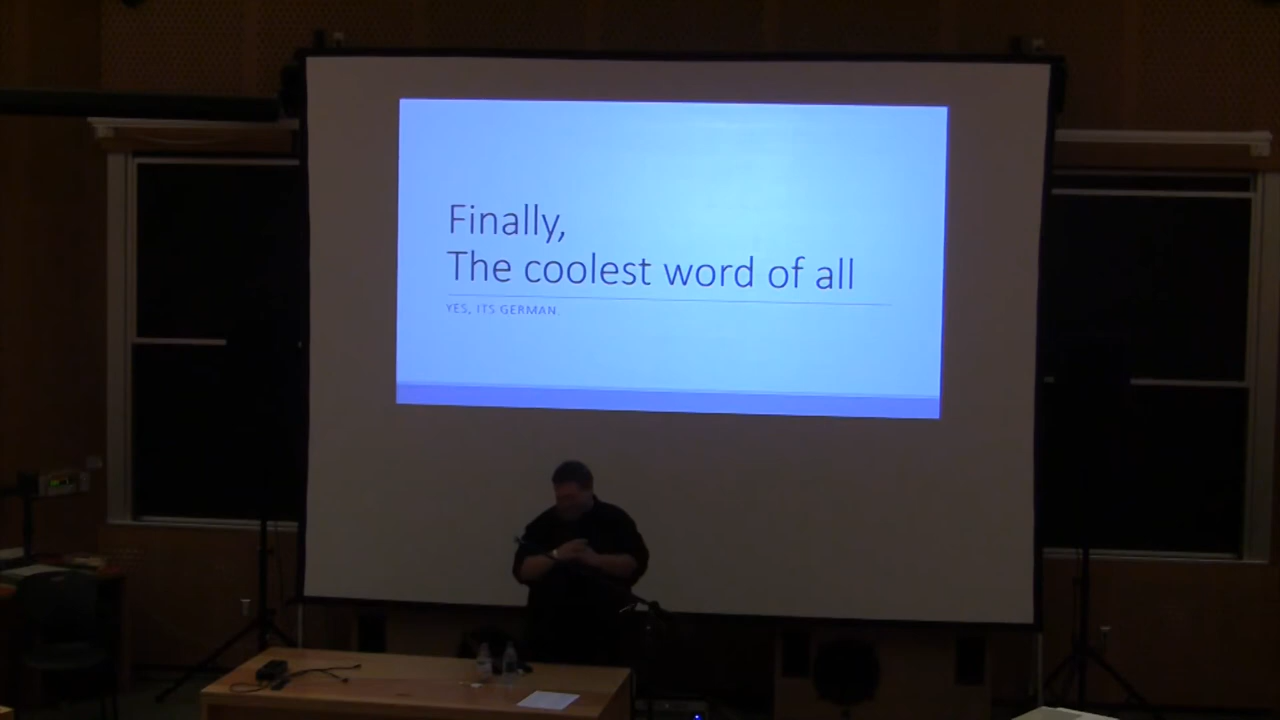 Finally,
The coolest word of all
YES, ITS GERMAN.